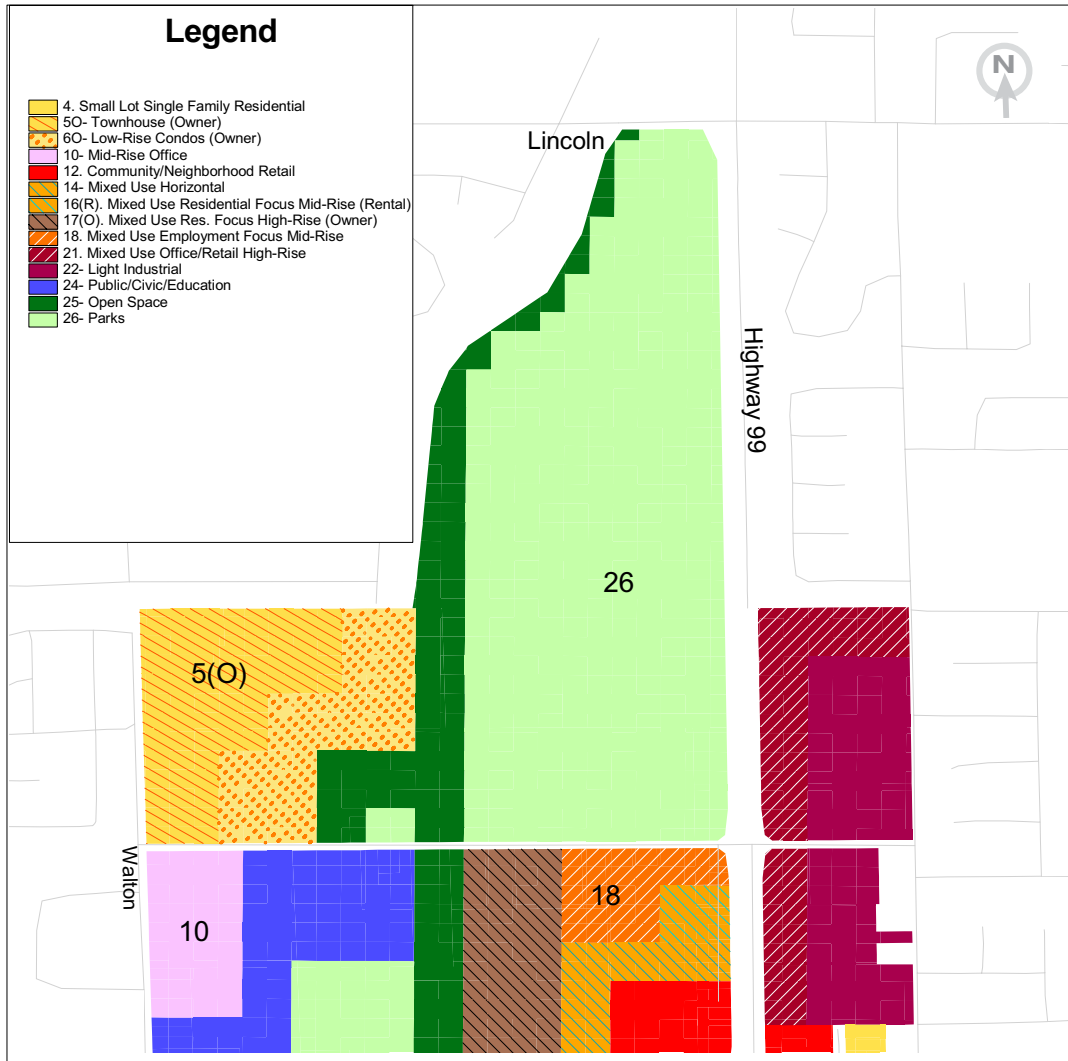 Legend
4. Small Lot Single Family Residential
5O- Townhouse (Owner)
6O- Low-Rise Condos (Owner)
10- Mid-Rise Office
12. Community/Neighborhood Retail
14- Mixed Use Horizontal
16(R). Mixed Use Residential Focus Mid-Rise (Rental)
17(O). Mixed Use Res. Focus High-Rise (Owner)
18. Mixed Use Employment Focus Mid-Rise
21. Mixed Use Office/Retail High-Rise
22- Light Industrial
24- Public/Civic/Education
25- Open Space
26- Parks
N
Lincoln
Highway 99
26
5(O)
Walton
18
10